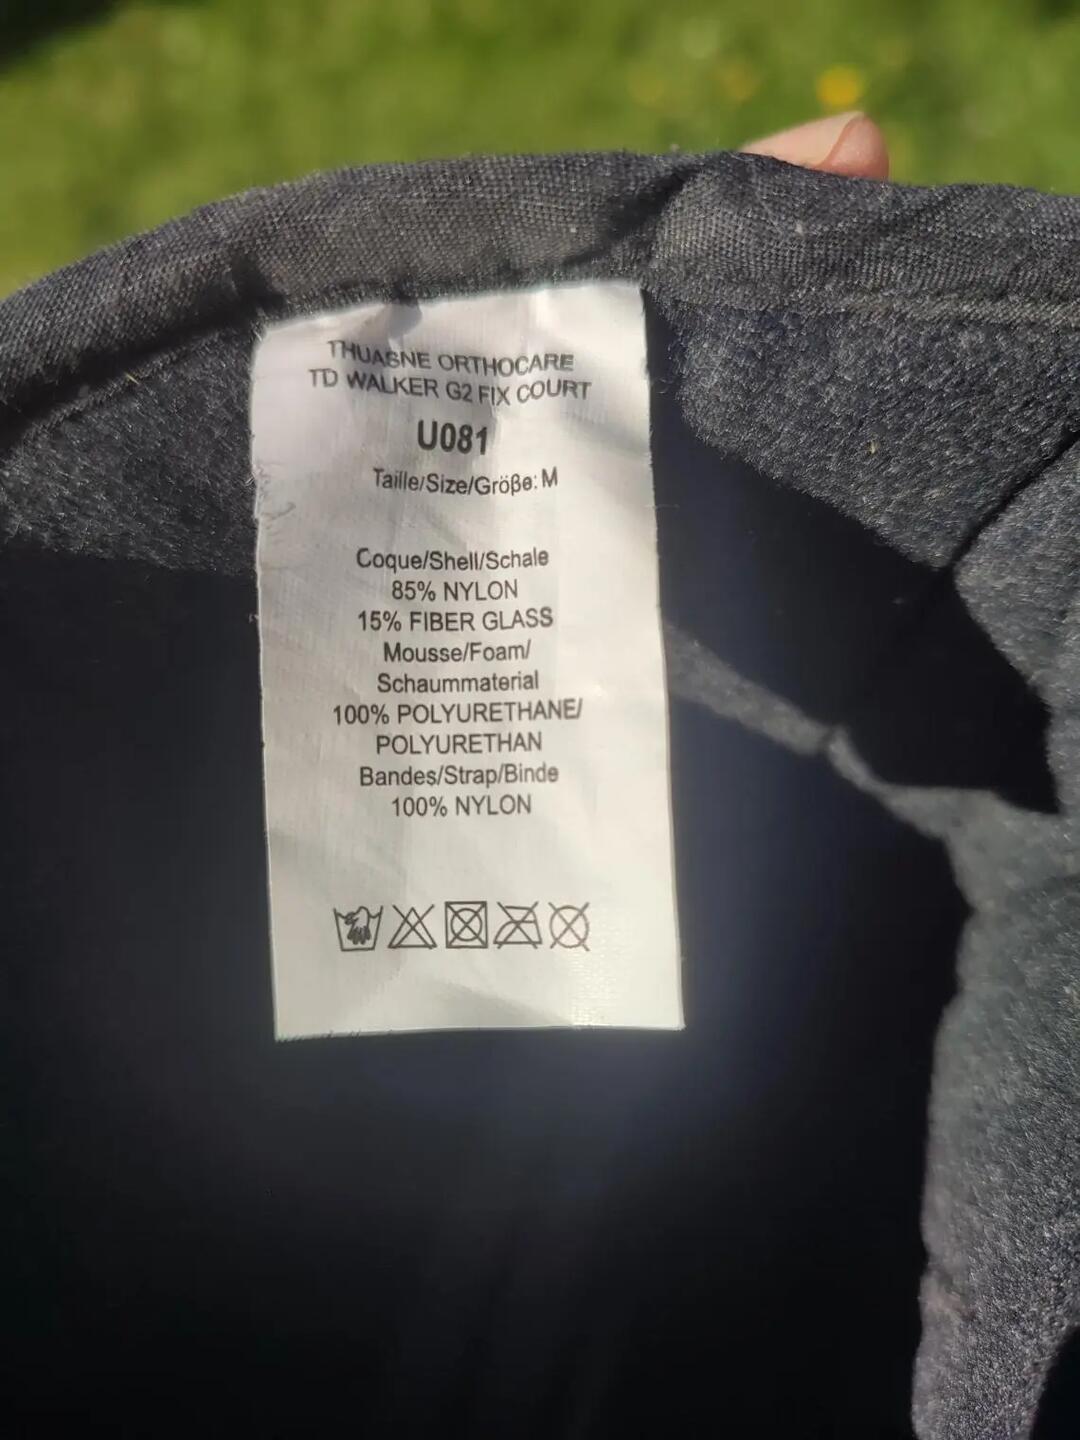 THUASNE ORTHOCARE
TD WALKER G2 FIX COURT
U081
Taille/Size/Größe: M
Coque/Shell/Schale
85% NYLON
15% FIBER GLASS
Mousse/Foam/
Schaummaterial
100% POLYURETHANE/
POLYURETHAN
Bandes/Strap/Binde
100% NYLON